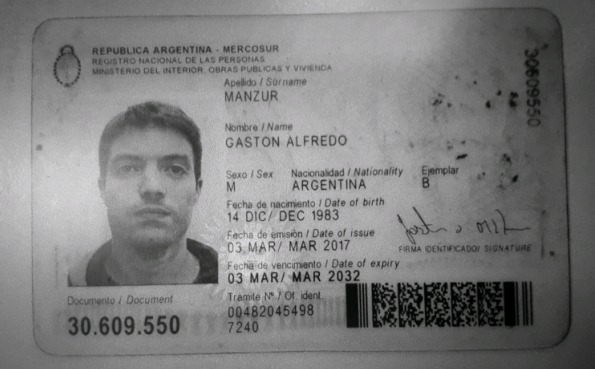 REPUBLICA ARGENTINA - MERCOSUR
REGISTRO NACIONAL DE LAS PERSONAS
MINISTERIO DEL INTERIOR, OBRAS PUBLICAS Y VIVIENDA
Apellido / Surname
MANZUR
Nombre / Name
GASTON ALFREDO
Sexo / Sex Nacionalidad / Nationality Ejemplar
M ARGENTINA B
Fecha de nacimiento / Date of birth
14 DIC/ DEC 1983
Fecha de emisión / Date of issue
03 MAR/ MAR 2017
FIRMA IDENTIFICADO/ SIGNATURE
Fecha de vencimiento / Date of expiry
03 MAR/ MAR 2032
Documento / Document
30.609.550
Tramite Nº / Of. ident.
00482045498
7240
30609550